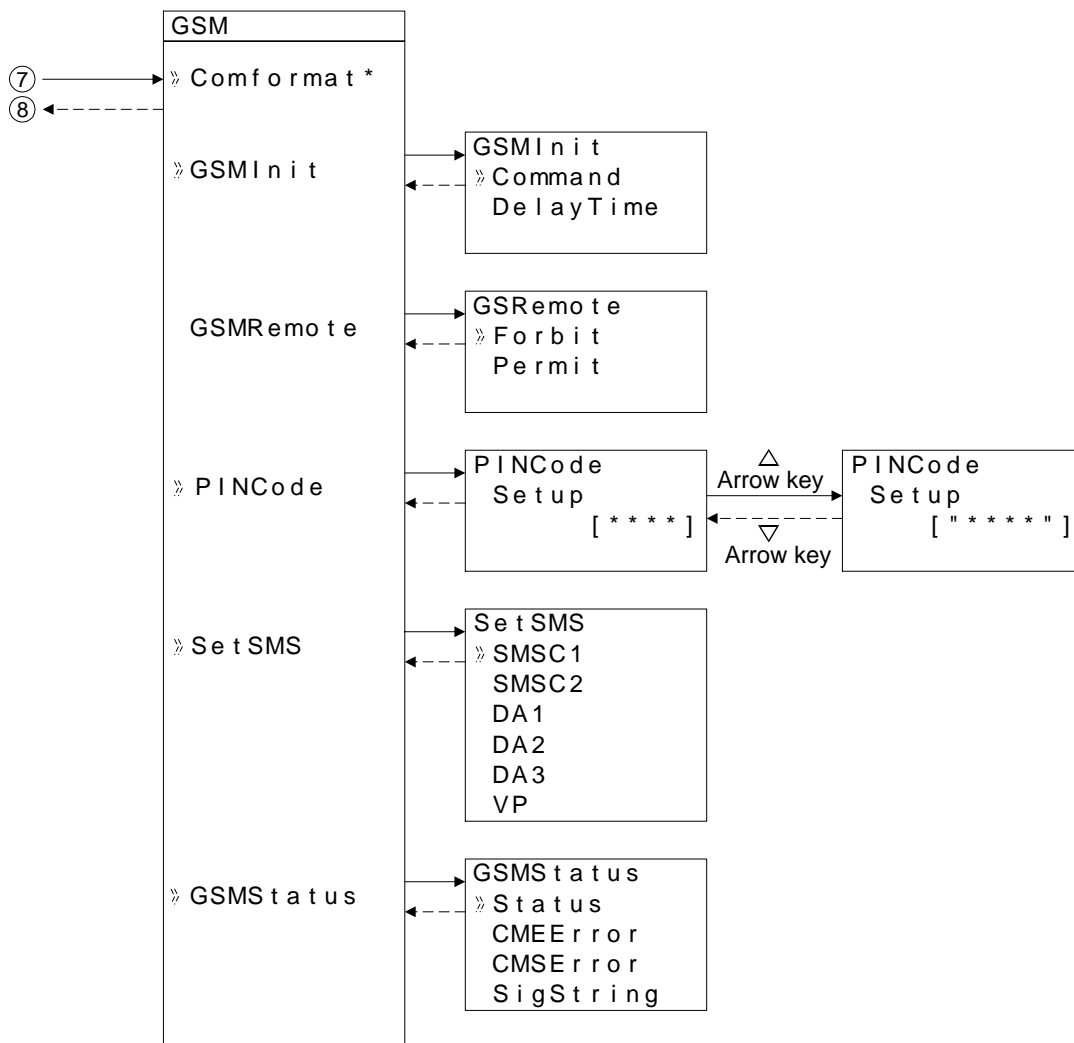 GSM
⑦
» Comformat*
⑧
» GSMInit
GSMInit
» Command
DelayTime
GSMRemote
GSRemote
» Forbit
Permit
» PINCode
PINCode
Setup
[****]
△
Arrow key
▽
Arrow key
PINCode
Setup
["****"]
» SetSMS
SetSMS
» SMSC1
SMSC2
DA1
DA2
DA3
VP
» GSMStatus
GSMStatus
» Status
CMEError
CMSError
SigString